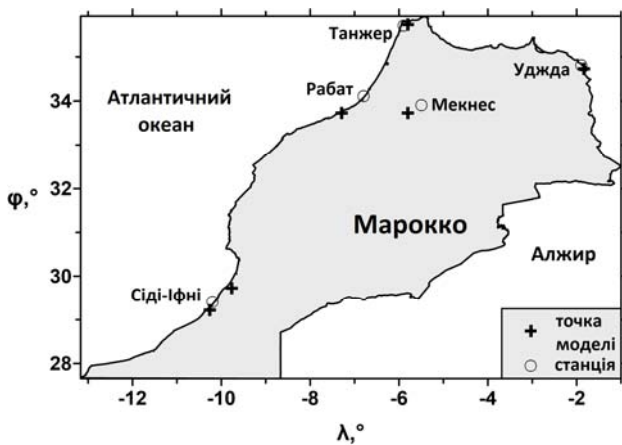 Танжер
Уджда
Рабат
Атлантичний
океан
Мекнес
34
32
φ,°
Марокко
Алжир
30
Сіді-Іфні
точка
моделі
28
станція
-12
-10
-8
-6
-4
-2
λ,°